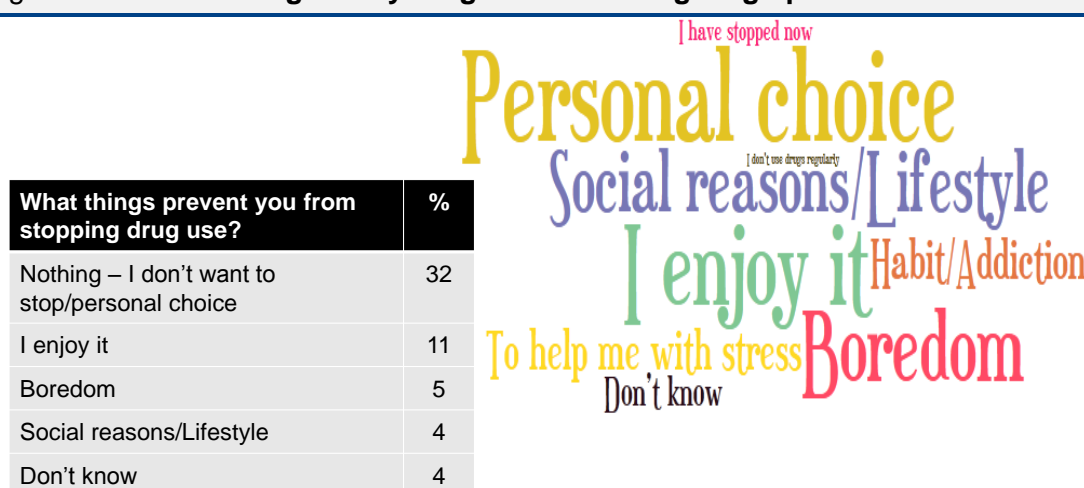 I have stopped now
Personal choice
I don't use drugs regularly
Social reasons/Lifestyle
I enjoy it
Habit/Addiction
To help me with stress
Boredom
Don't know
What things prevent you from %
stopping drug use?
Nothing – I don't want to 32
stop/personal choice
I enjoy it 11
Boredom 5
Social reasons/Lifestyle 4
Don't know 4